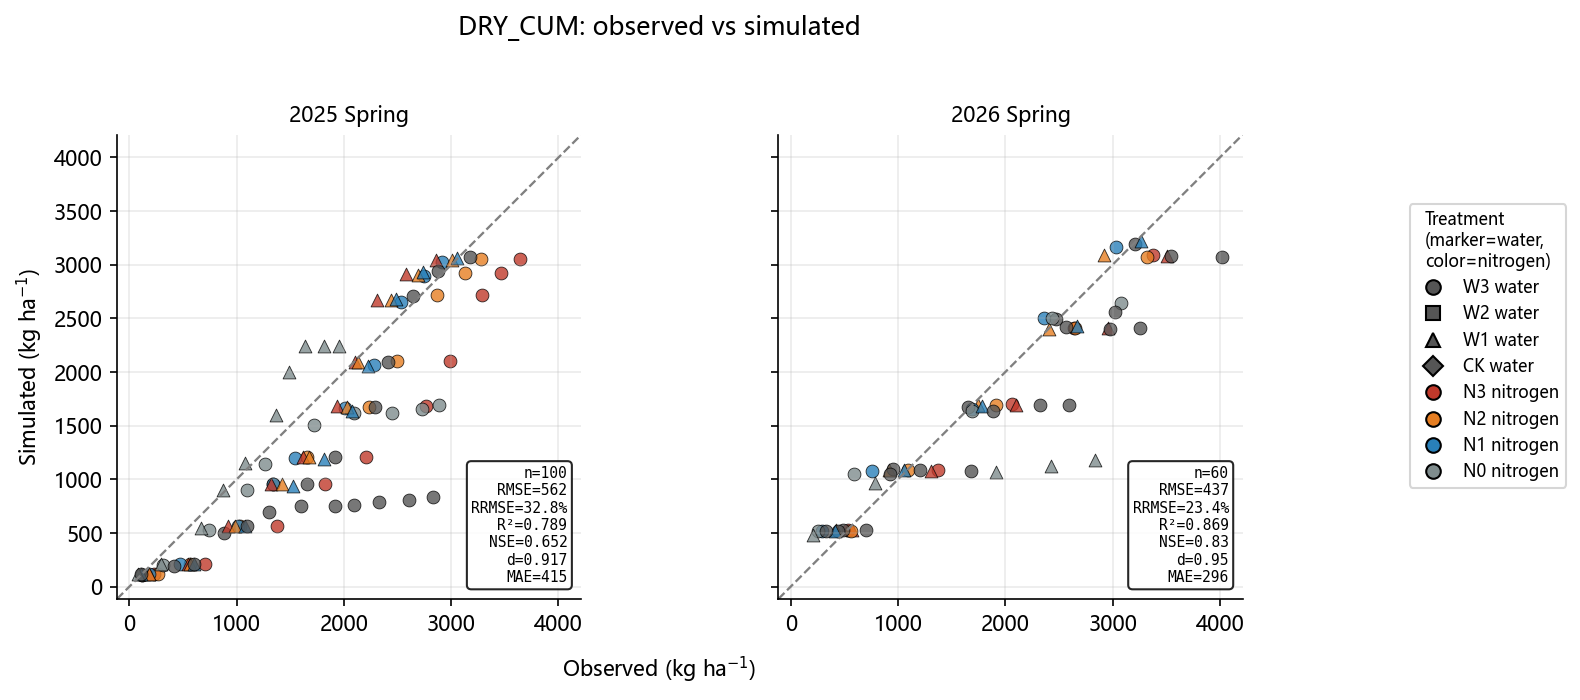 DRY_CUM: observed vs simulated
2025 Spring
2026 Spring
4000
3500
3000
2500
2000
1500
1000
500
0
Simulated (kg ha⁻¹)
n=100
RMSE=562
RRMSE=32.8%
R²=0.789
NSE=0.652
d=0.917
MAE=415
0 1000 2000 3000 4000
n=60
RMSE=437
RRMSE=23.4%
R²=0.869
NSE=0.83
d=0.95
MAE=296
0 1000 2000 3000 4000
Observed (kg ha⁻¹)
Treatment
(marker=water,
color=nitrogen)
W3 water
W2 water
W1 water
CK water
N3 nitrogen
N2 nitrogen
N1 nitrogen
N0 nitrogen